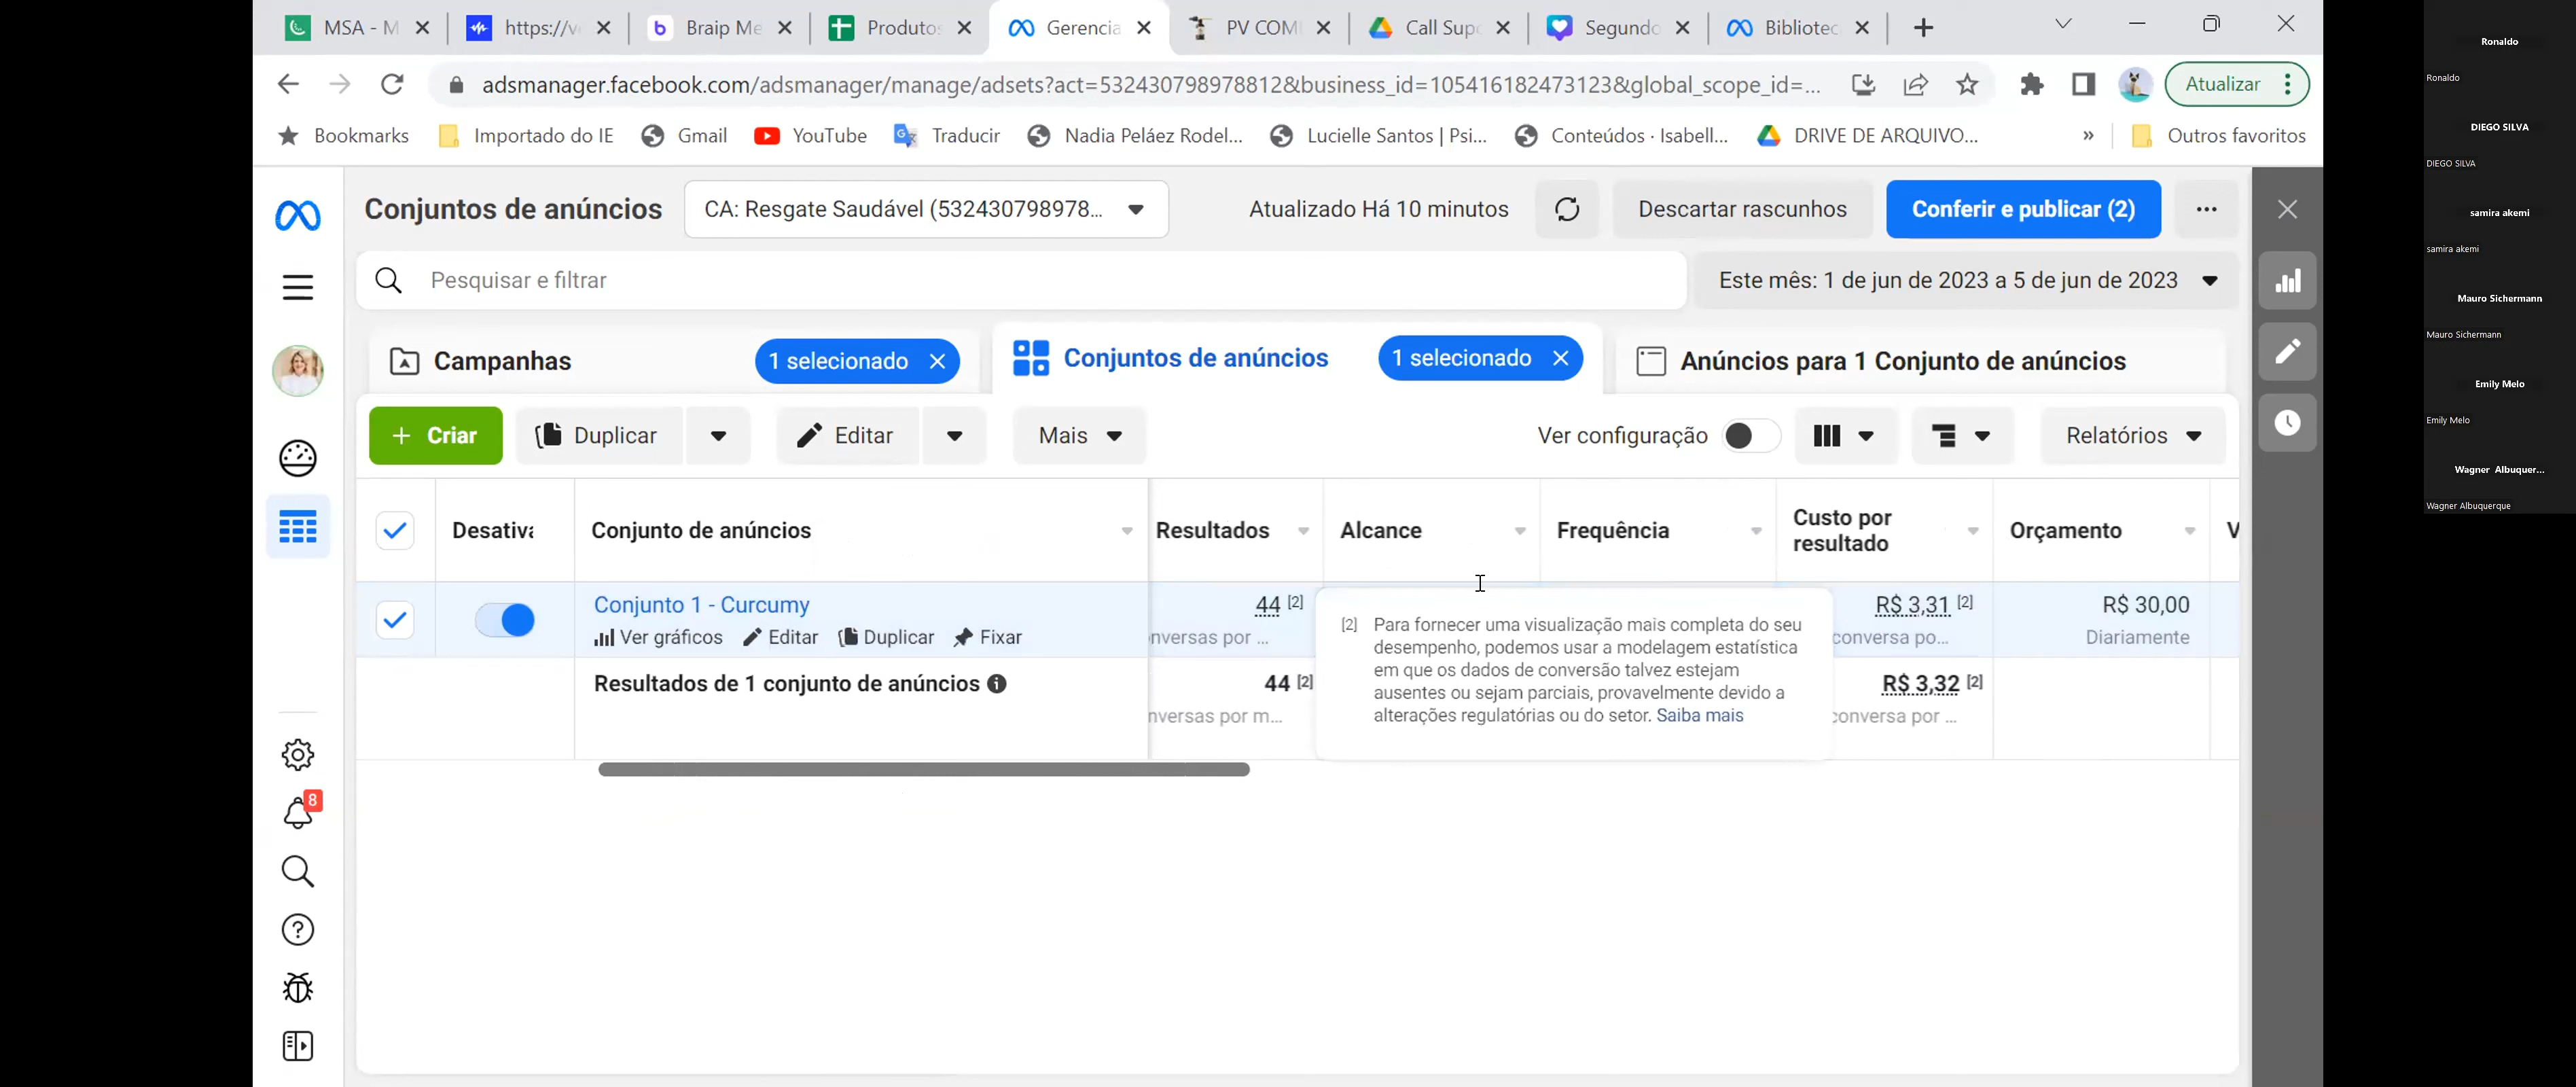 MSA - M
https://v
Braip Me
Produtos
Gerencia
PV COM
Call Supo
Segundo
Bibliotec
adsmanager.facebook.com/adsmanager/manage/adsets?act=532430798978812&business_id=105416182473123&global_scope_id=...
Atualizar
Bookmarks
Importado do IE
Gmail
YouTube
Traducir
Nadia Peláez Rodel...
Lucielle Santos | Psi...
Conteúdos · Isabell...
DRIVE DE ARQUIVO...
»
Outros favoritos
Conjuntos de anúncios
CA: Resgate Saudável (532430798978...
Atualizado Há 10 minutos
Descartar rascunhos
Conferir e publicar (2)
Pesquisar e filtrar
Este mês: 1 de jun de 2023 a 5 de jun de 2023
Campanhas
1 selecionado
Conjuntos de anúncios
1 selecionado
Anúncios para 1 Conjunto de anúncios
+ Criar
Duplicar
Editar
Mais
Ver configuração
Relatórios
Desativa
Conjunto de anúncios
Resultados
Alcance
Frequência
Custo por
resultado
Orçamento
V
Conjunto 1 - Curcumy
Ver gráficos
Editar
Duplicar
Fixar
44 [2]
nversas por ...
R$ 3,31 [2]
conversa po...
R$ 30,00
Diariamente
[2] Para fornecer uma visualização mais completa do seu
desempenho, podemos usar a modelagem estatística
em que os dados de conversão talvez estejam
ausentes ou sejam parciais, provavelmente devido a
alterações regulatórias ou do setor. Saiba mais
Resultados de 1 conjunto de anúncios
44 [2]
nversas por m...
R$ 3,32 [2]
conversa por ...
8
Ronaldo
Ronaldo
DIEGO SILVA
DIEGO SILVA
samira akemi
samira akemi
Mauro Sichermann
Mauro Sichermann
Emily Melo
Emily Melo
Wagner Albuquer...
Wagner Albuquerque